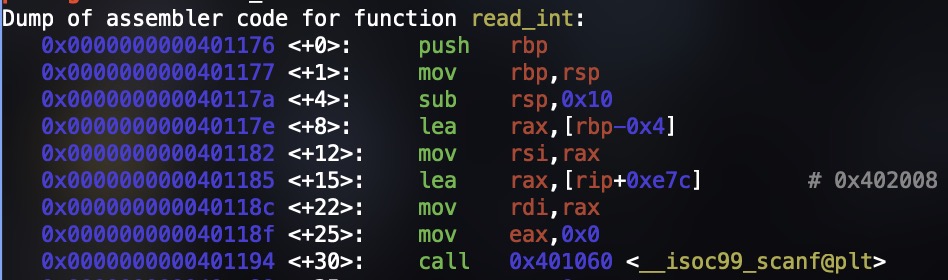 Dump of assembler code for function read_int:
0x0000000000401176 <+0>: push rbp
0x0000000000401177 <+1>: mov rbp,rsp
0x000000000040117a <+4>: sub rsp,0x10
0x000000000040117e <+8>: lea rax,[rbp-0x4]
0x0000000000401182 <+12>: mov rsi,rax
0x0000000000401185 <+15>: lea rax,[rip+0xe7c] # 0x402008
0x000000000040118c <+22>: mov rdi,rax
0x000000000040118f <+25>: mov eax,0x0
0x0000000000401194 <+30>: call 0x401060 <__isoc99_scanf@plt>